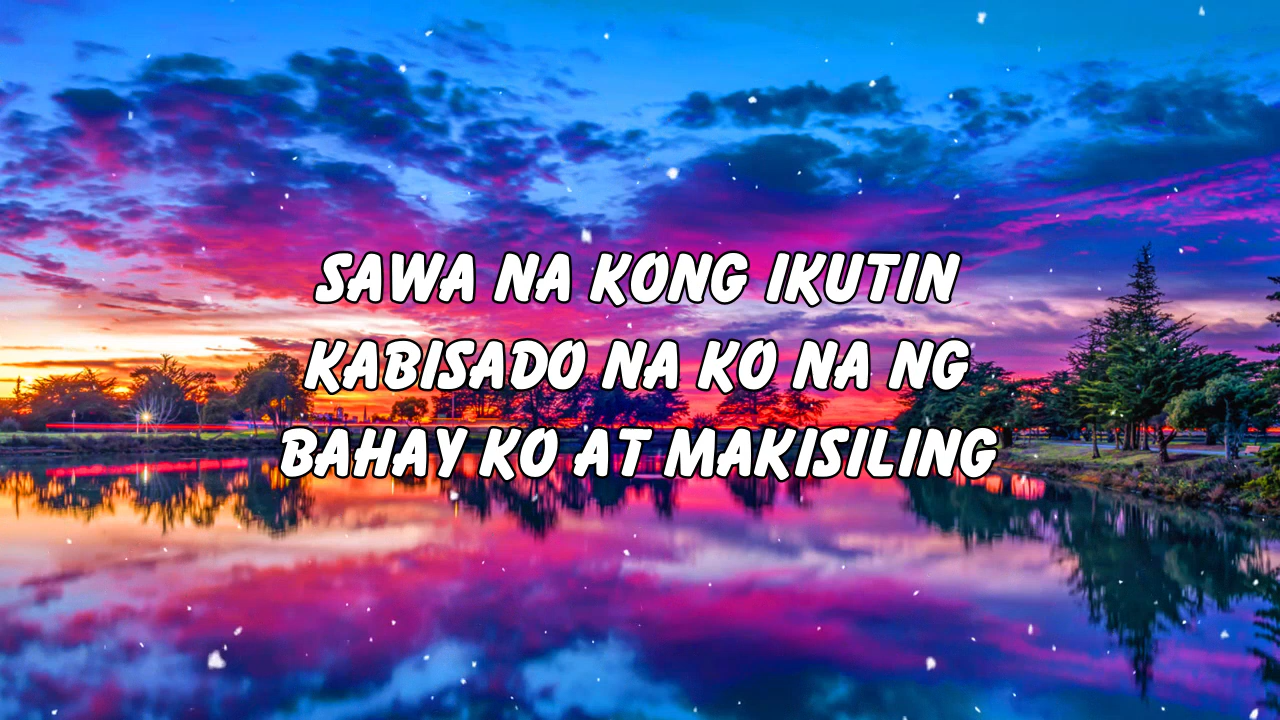 SAWA NA KONG IKUTIN
KABISADO NA KO NA NG
BAHAY KO AT MAKISILING